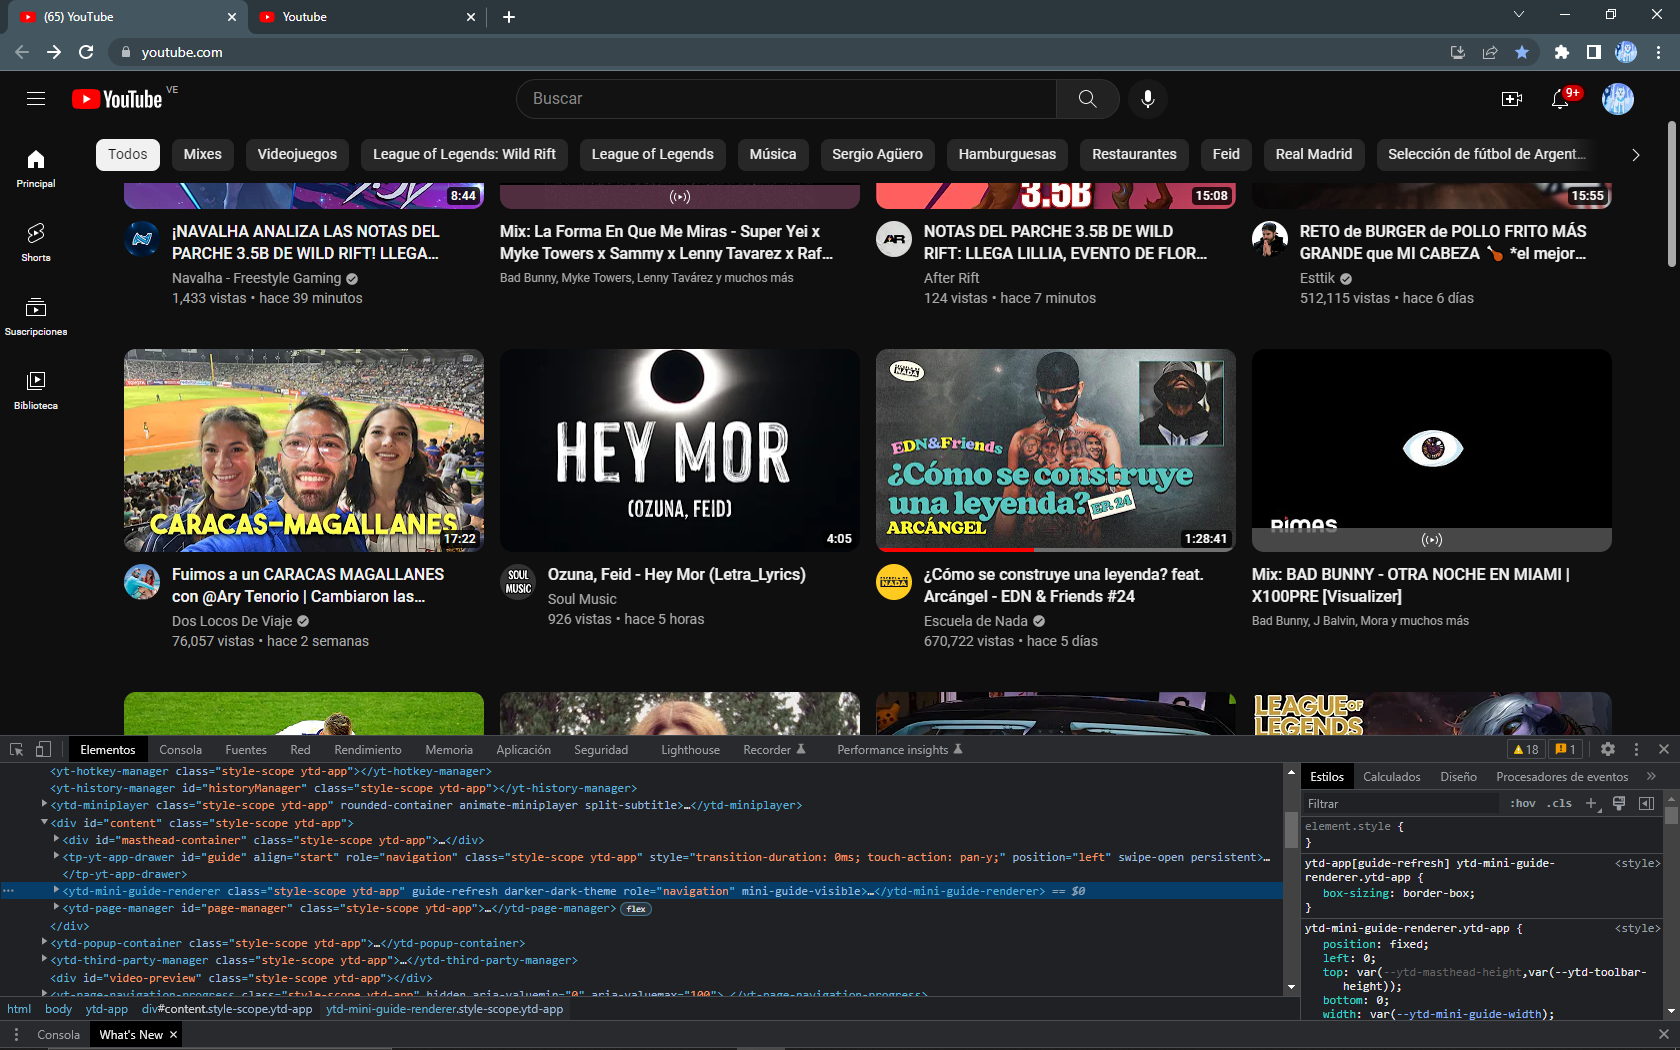 (65) YouTube
Youtube
youtube.com
YouTube VE
Buscar
9+
Principal
Shorts
Suscripciones
Biblioteca
Todos
Mixes
Videojuegos
League of Legends: Wild Rift
League of Legends
Música
Sergio Agüero
Hamburguesas
Restaurantes
Feid
Real Madrid
Selección de fútbol de Argent...
8:44
3.5B
15:08
15:55
¡NAVALHA ANALIZA LAS NOTAS DEL
PARCHE 3.5B DE WILD RIFT! LLEGA...
Navalha - Freestyle Gaming
1,433 vistas • hace 39 minutos
Mix: La Forma En Que Me Miras - Super Yei x
Myke Towers x Sammy x Lenny Tavarez x Raf...
Bad Bunny, Myke Towers, Lenny Tavárez y muchos más
AR
NOTAS DEL PARCHE 3.5B DE WILD
RIFT: LLEGA LILLIA, EVENTO DE FLOR...
After Rift
124 vistas • hace 7 minutos
RETO de BURGER de POLLO FRITO MÁS
GRANDE que MI CABEZA 🍗 *el mejor...
Esttik
512,115 vistas • hace 6 días
CARACAS-MAGALLANES
17:22
HEY MOR
(OZUNA, FEID)
4:05
EDN&Friends
¿Cómo se construye
una leyenda? EP. 24
ARCÁNGEL
1:28:41
RIMAS
Fuimos a un CARACAS MAGALLANES
con @Ary Tenorio | Cambiaron las...
Dos Locos De Viaje
76,057 vistas • hace 2 semanas
SOUL
MUSIC
Ozuna, Feid - Hey Mor (Letra_Lyrics)
Soul Music
926 vistas • hace 5 horas
NADA
¿Cómo se construye una leyenda? feat.
Arcángel - EDN & Friends #24
Escuela de Nada
670,722 vistas • hace 5 días
Mix: BAD BUNNY - OTRA NOCHE EN MIAMI |
X100PRE [Visualizer]
Bad Bunny, J Balvin, Mora y muchos más
LEAGUE OF
LEGENDS
Elementos
Consola
Fuentes
Red
Rendimiento
Memoria
Aplicación
Seguridad
Lighthouse
Recorder
Performance insights
18
1
<yt-hotkey-manager class="style-scope ytd-app"></yt-hotkey-manager>
<yt-history-manager id="historyManager" class="style-scope ytd-app"></yt-history-manager>
<ytd-miniplayer class="style-scope ytd-app" rounded-container animate-miniplayer split-subtitle>…</ytd-miniplayer>
<div id="content" class="style-scope ytd-app">
<div id="masthead-container" class="style-scope ytd-app">…</div>
<tp-yt-app-drawer id="guide" align="start" role="navigation" class="style-scope ytd-app" style="transition-duration: 0ms; touch-action: pan-y;" position="left" swipe-open persistent>…
</tp-yt-app-drawer>
<ytd-mini-guide-renderer class="style-scope ytd-app" guide-refresh darker-dark-theme role="navigation" mini-guide-visible>…</ytd-mini-guide-renderer> == $0
<ytd-page-manager id="page-manager" class="style-scope ytd-app">…</ytd-page-manager> flex
</div>
<ytd-popup-container class="style-scope ytd-app">…</ytd-popup-container>
<ytd-third-party-manager class="style-scope ytd-app">…</ytd-third-party-manager>
<div id="video-preview" class="style-scope ytd-app"></div>
<yt-page-navigation-progress class="style-scope ytd-app" hidden aria-valuemin="0" aria-valuemax="100"> </yt-page-navigation-progress>
html body ytd-app div#content.style-scope.ytd-app ytd-mini-guide-renderer.style-scope.ytd-app
Estilos
Calculados
Diseño
Procesadores de eventos
Filtrar
:hov .cls
element.style {
}
ytd-app[guide-refresh] ytd-mini-guide- <style>
renderer.ytd-app {
box-sizing: border-box;
}
ytd-mini-guide-renderer.ytd-app { <style>
position: fixed;
left: 0;
top: var(--ytd-masthead-height,var(--ytd-toolbar-
height));
bottom: 0;
width: var(--ytd-mini-guide-width);
Consola
What's New